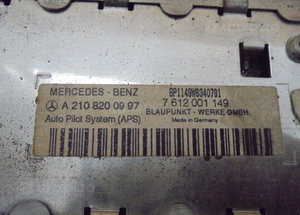 MERCEDES - BENZ
BP1149W8340791
A 210 820 09 97
7 612 001 149
BLAUPUNKT - WERKE GMBH
Auto Pilot System (APS)
Made in Germany